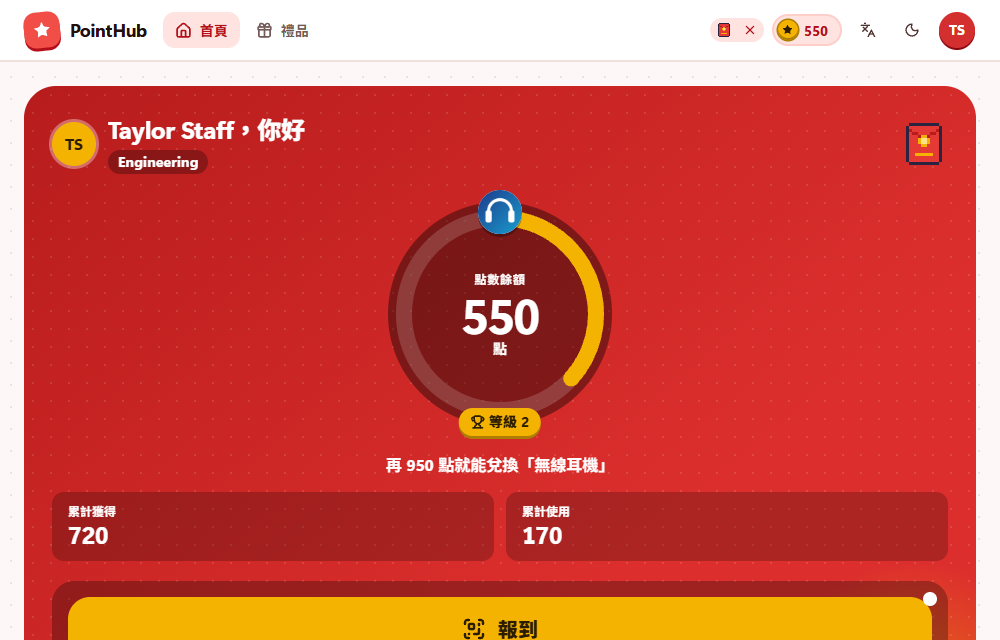 PointHub
首頁
禮品
550
TS
TS
Taylor Staff，你好
Engineering
點數餘額
550
點
等級 2
再 950 點就能兌換「無線耳機」
累計獲得
720
累計使用
170
報到